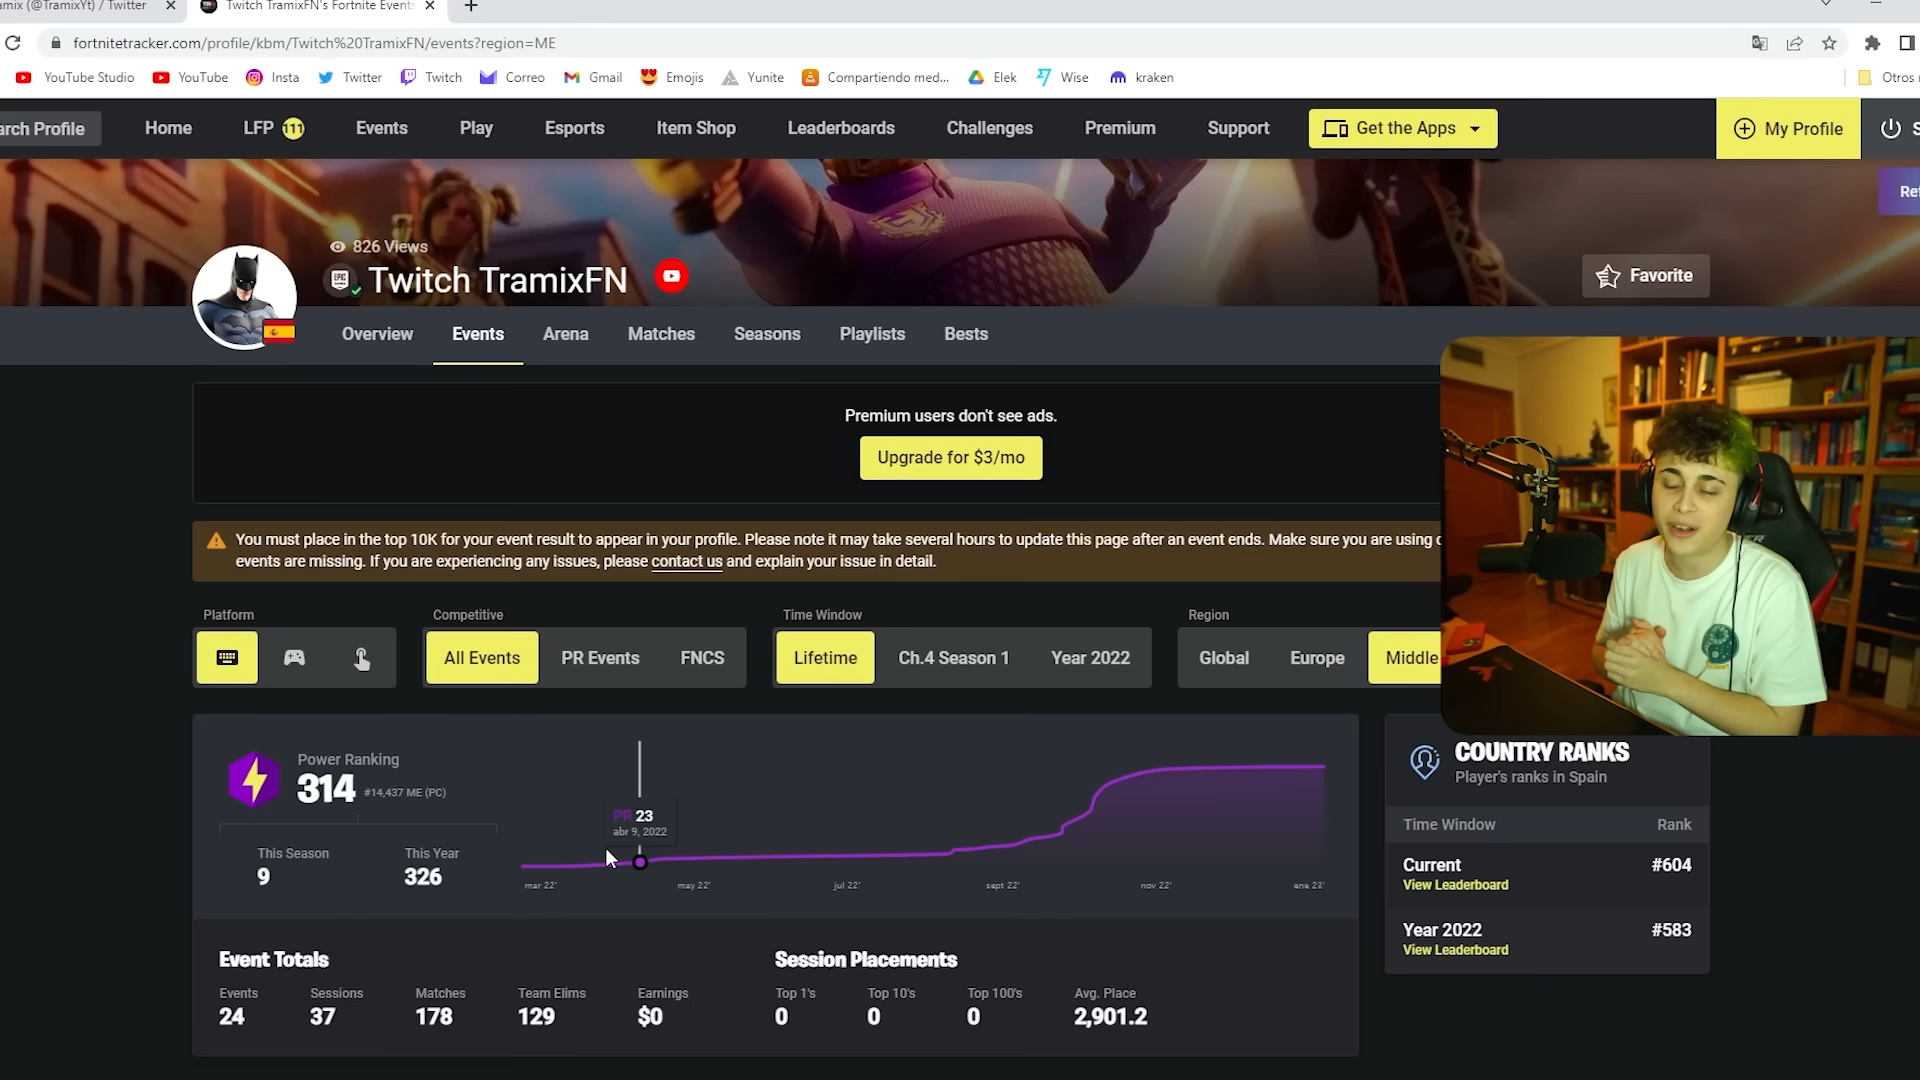 amix (@TramixYt) / Twitter
Twitch TramixFN's Fortnite Events
fortnitetracker.com/profile/kbm/Twitch%20TramixFN/events?region=ME
YouTube Studio YouTube Insta Twitter Twitch Correo Gmail Emojis Yunite Compartiendo med... Elek Wise kraken Otros
arch Profile Home LFP 111 Events Play Esports Item Shop Leaderboards Challenges Premium Support Get the Apps My Profile S
Ref
826 Views
EPIC Twitch TramixFN
Favorite
Overview Events Arena Matches Seasons Playlists Bests
Premium users don't see ads.
Upgrade for $3/mo
You must place in the top 10K for your event result to appear in your profile. Please note it may take several hours to update this page after an event ends. Make sure you are using
events are missing. If you are experiencing any issues, please contact us and explain your issue in detail.
Platform Competitive Time Window Region
All Events PR Events FNCS Lifetime Ch.4 Season 1 Year 2022 Global Europe Middle
Power Ranking
314 #14,437 ME (PC)
This Season This Year
9 326
PR 23
abr 9, 2022
mar 22' may 22' jul 22' sept 22' nov 22' ene 23'
COUNTRY RANKS
Player's ranks in Spain
Time Window Rank
Current #604
View Leaderboard
Year 2022 #583
View Leaderboard
Event Totals Session Placements
Events Sessions Matches Team Elims Earnings Top 1's Top 10's Top 100's Avg. Place
24 37 178 129 $0 0 0 0 2,901.2